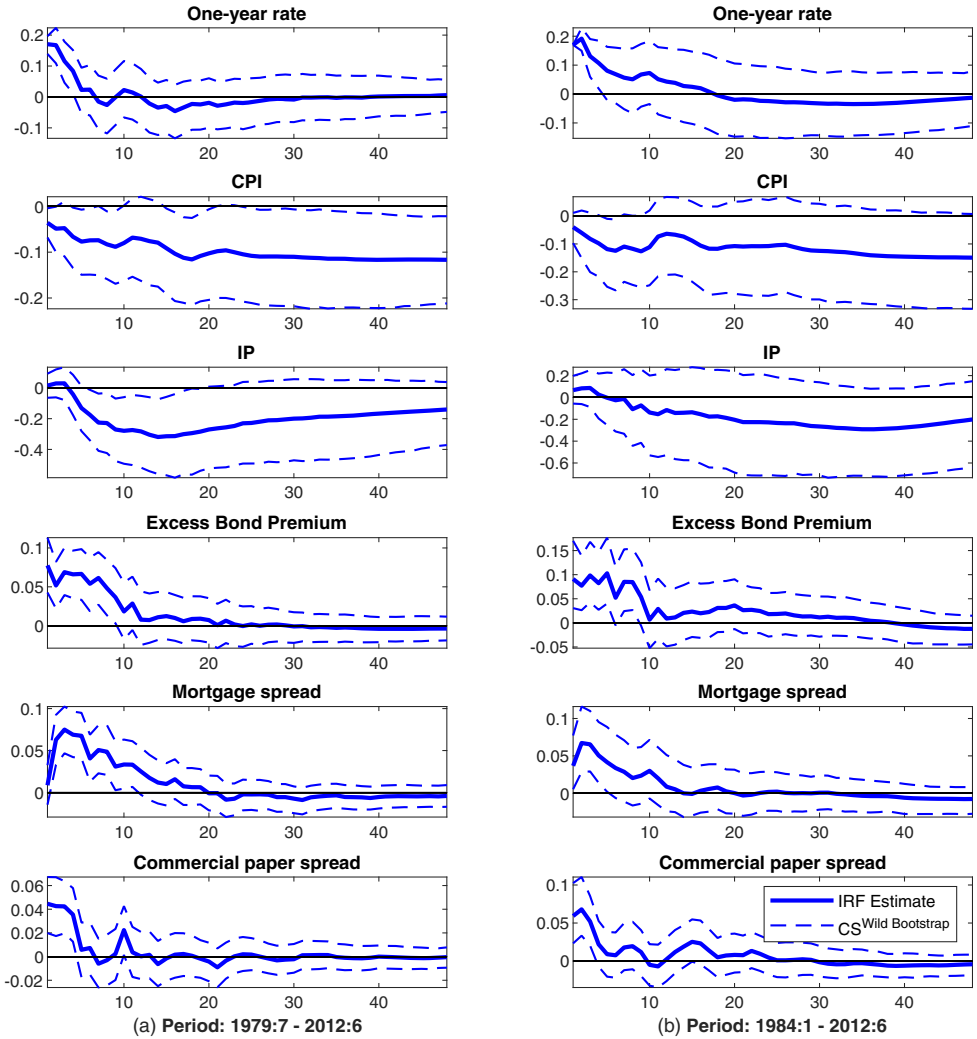 One-year rate
0.2
0.1
0
-0.1
10 20 30 40
CPI
0
-0.1
-0.2
10 20 30 40
IP
0
-0.2
-0.4
10 20 30 40
Excess Bond Premium
0.1
0.05
0
10 20 30 40
Mortgage spread
0.1
0.05
0
10 20 30 40
Commercial paper spread
0.06
0.04
0.02
0
-0.02
10 20 30 40
(a) Period: 1979:7 - 2012:6
One-year rate
0.2
0.1
0
-0.1
10 20 30 40
CPI
0
-0.1
-0.2
-0.3
10 20 30 40
IP
0.2
0
-0.2
-0.4
-0.6
10 20 30 40
Excess Bond Premium
0.15
0.1
0.05
0
-0.05
10 20 30 40
Mortgage spread
0.1
0.05
0
10 20 30 40
Commercial paper spread
0.1
0.05
0
IRF Estimate
CS Wild Bootstrap
10 20 30 40
(b) Period: 1984:1 - 2012:6